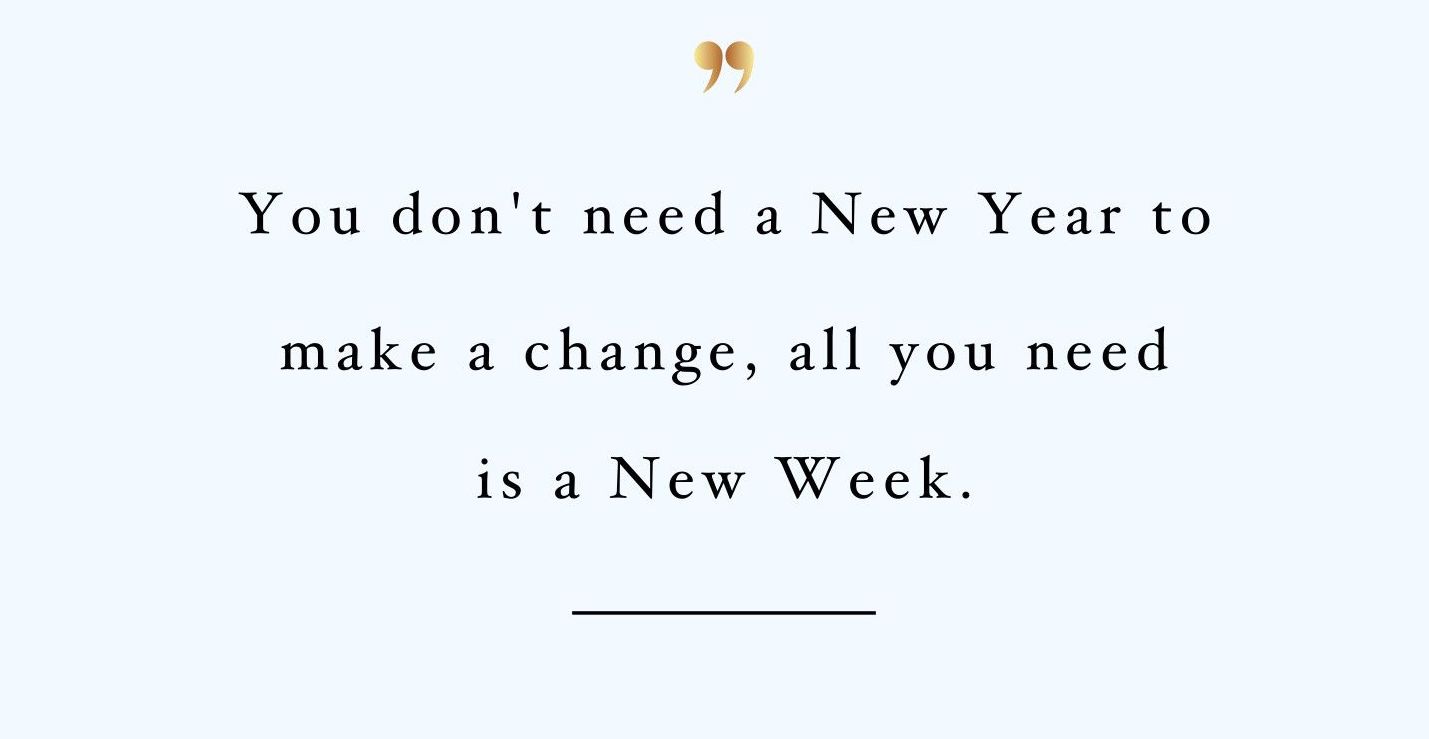 ”
You don't need a New Year to
make a change, all you need
is a New Week.